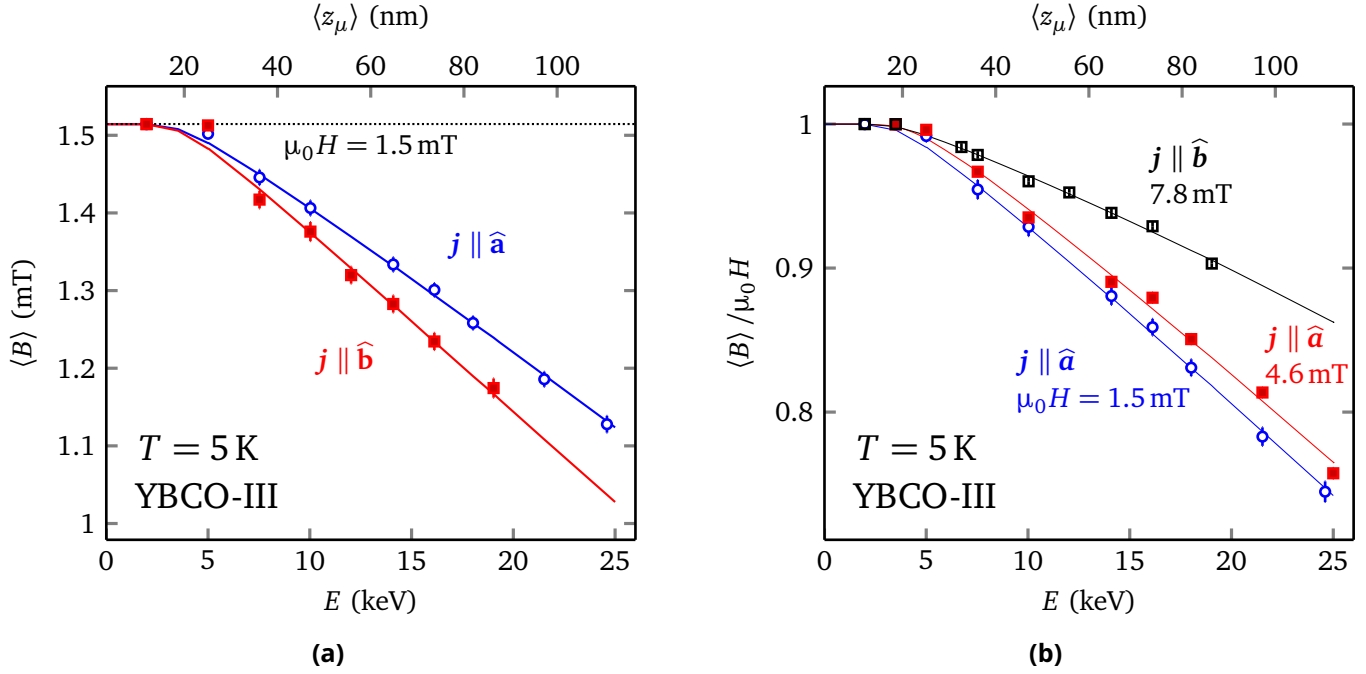 ⟨z_μ⟩ (nm)
20 40 60 80 100
⟨B⟩ (mT)
1.5
1.4
1.3
1.2
1.1
1
μ₀H = 1.5 mT
j ∥ â
j ∥ b̂
T = 5 K
YBCO-III
0 5 10 15 20 25
E (keV)
(a)
⟨z_μ⟩ (nm)
20 40 60 80 100
⟨B⟩ /μ₀H
1
0.9
0.8
j ∥ b̂
7.8 mT
j ∥ â
4.6 mT
j ∥ â
μ₀H = 1.5 mT
T = 5 K
YBCO-III
0 5 10 15 20 25
E (keV)
(b)